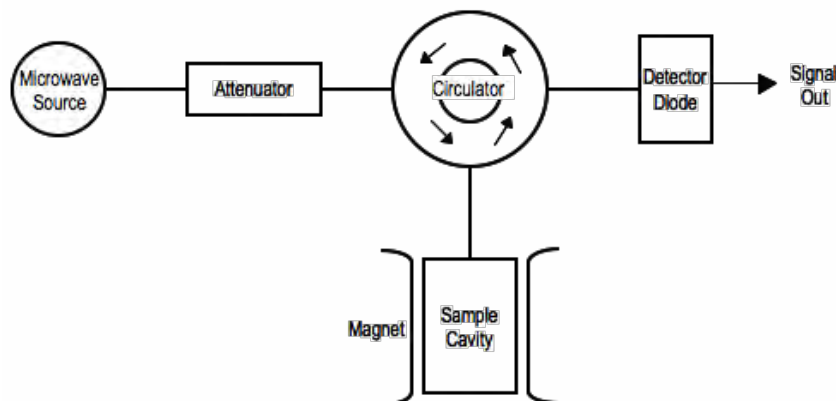 Microwave
Source
Attenuator
Circulator
Detector
Diode
Signal
Out
Magnet
Sample
Cavity